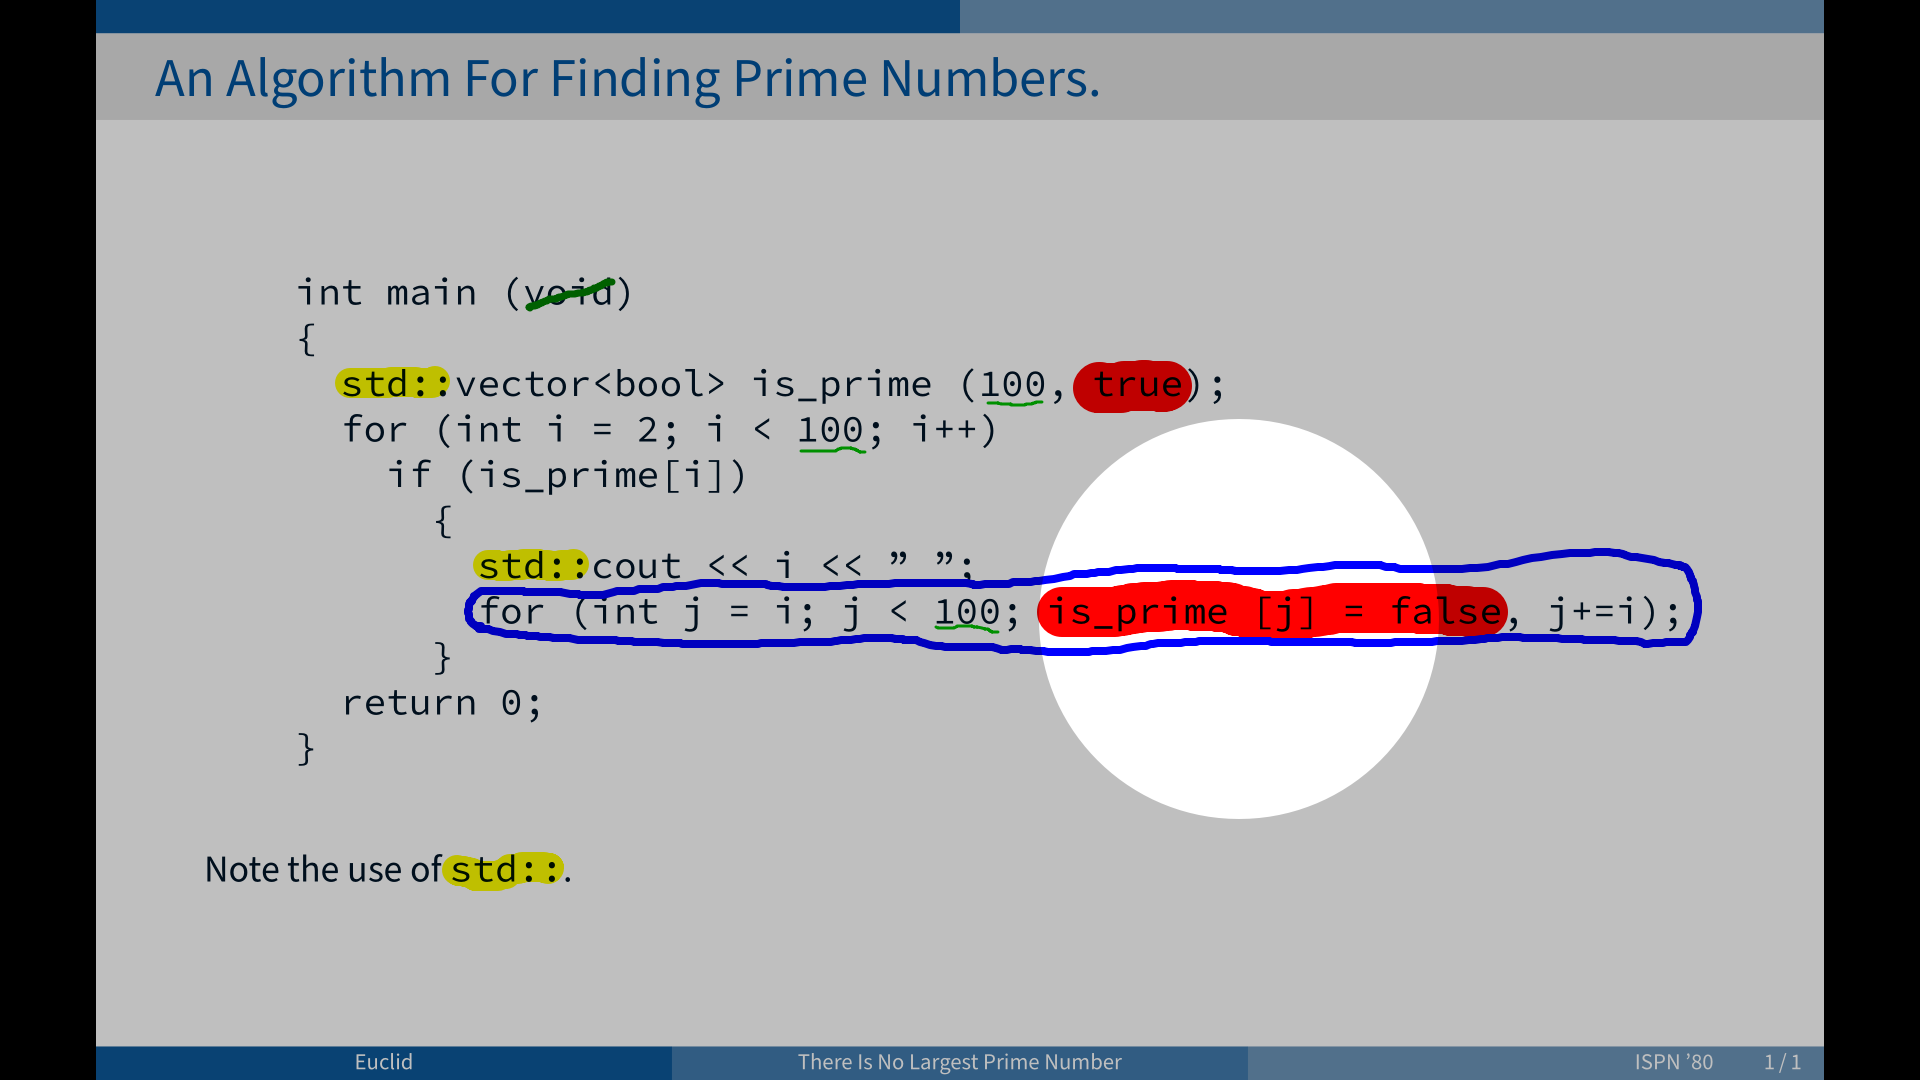 An Algorithm For Finding Prime Numbers.
int main (void)
{
std::vector<bool> is_prime (100, true);
for (int i = 2; i < 100; i++)
if (is_prime[i])
{
std::cout << i << ” ”;
for (int j = i; j < 100; is_prime [j] = false, j+=i);
}
return 0;
}
Note the use of std::.
Euclid
There Is No Largest Prime Number
ISPN ’80
1 / 1